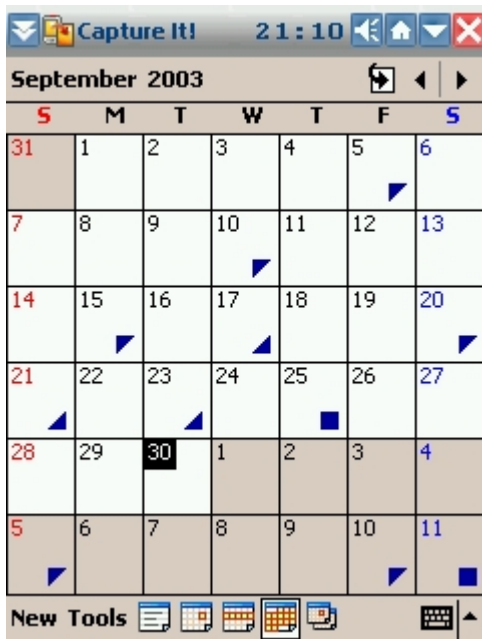 Capture It! 21:10
September 2003
S M T W T F S
31 1 2 3 4 5 6
7 8 9 10 11 12 13
14 15 16 17 18 19 20
21 22 23 24 25 26 27
28 29 30 1 2 3 4
5 6 7 8 9 10 11
New Tools